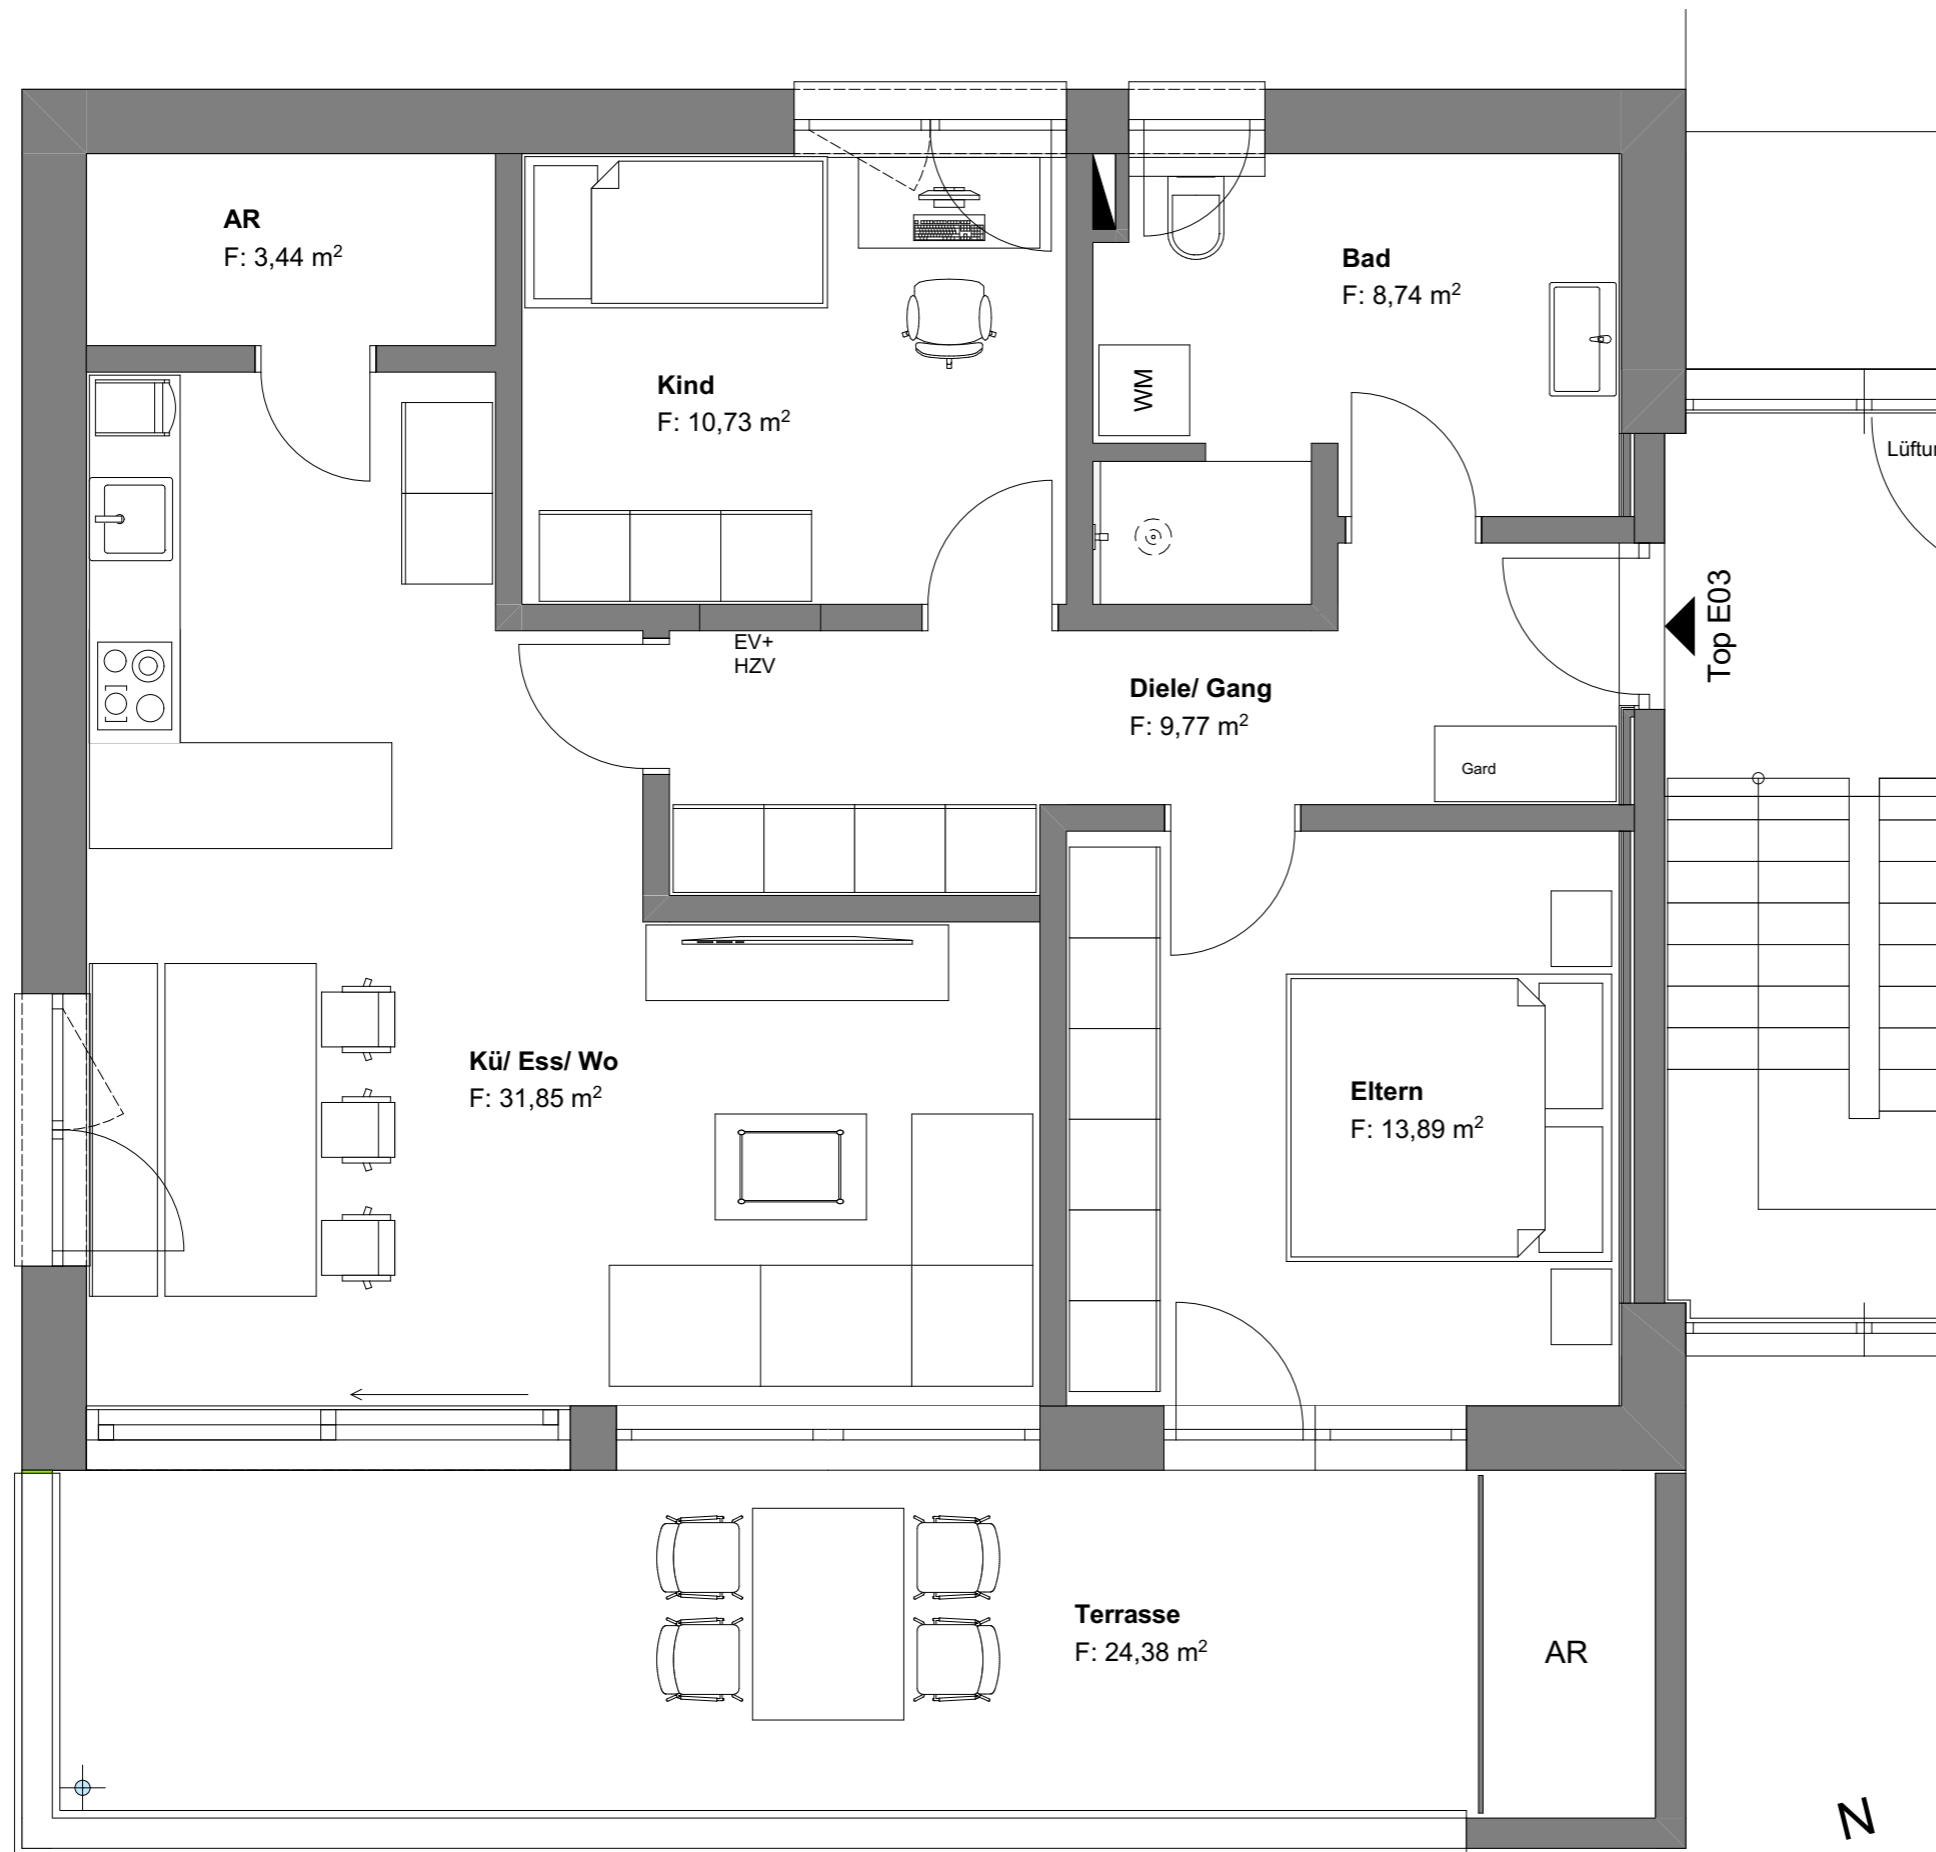 AR
F: 3,44 m²
Kind
F: 10,73 m²
Bad
F: 8,74 m²
WM
Lüftur
EV+
HZV
Diele/ Gang
F: 9,77 m²
Top E03
Gard
Kü/ Ess/ Wo
F: 31,85 m²
Eltern
F: 13,89 m²
Terrasse
F: 24,38 m²
AR
N